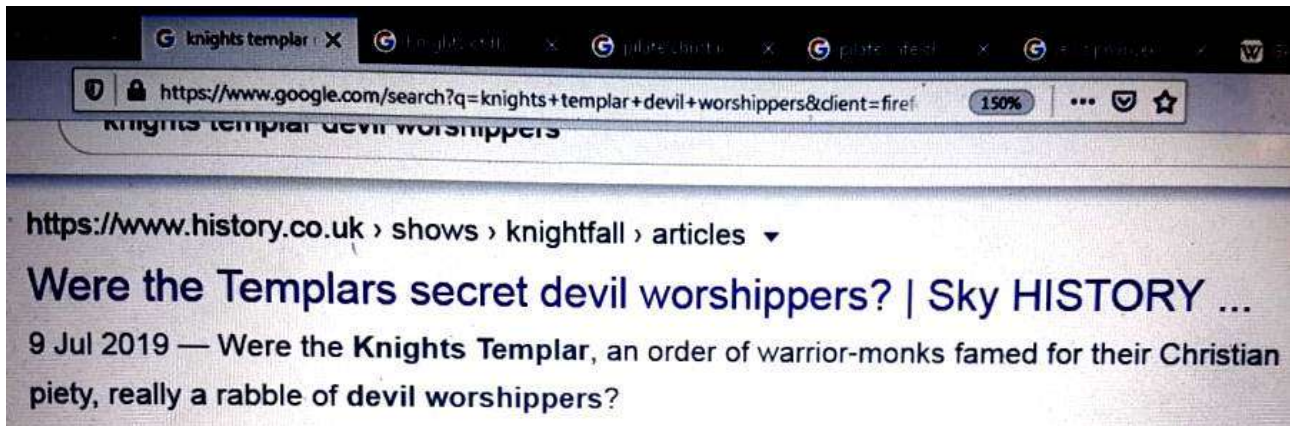 knights templar
https://www.google.com/search?q=knights+templar+devil+worshippers&client=firef
150%
knights templar devil worshippers
https://www.history.co.uk › shows › knightfall › articles
Were the Templars secret devil worshippers? | Sky HISTORY ...
9 Jul 2019 — Were the Knights Templar, an order of warrior-monks famed for their Christian
piety, really a rabble of devil worshippers?